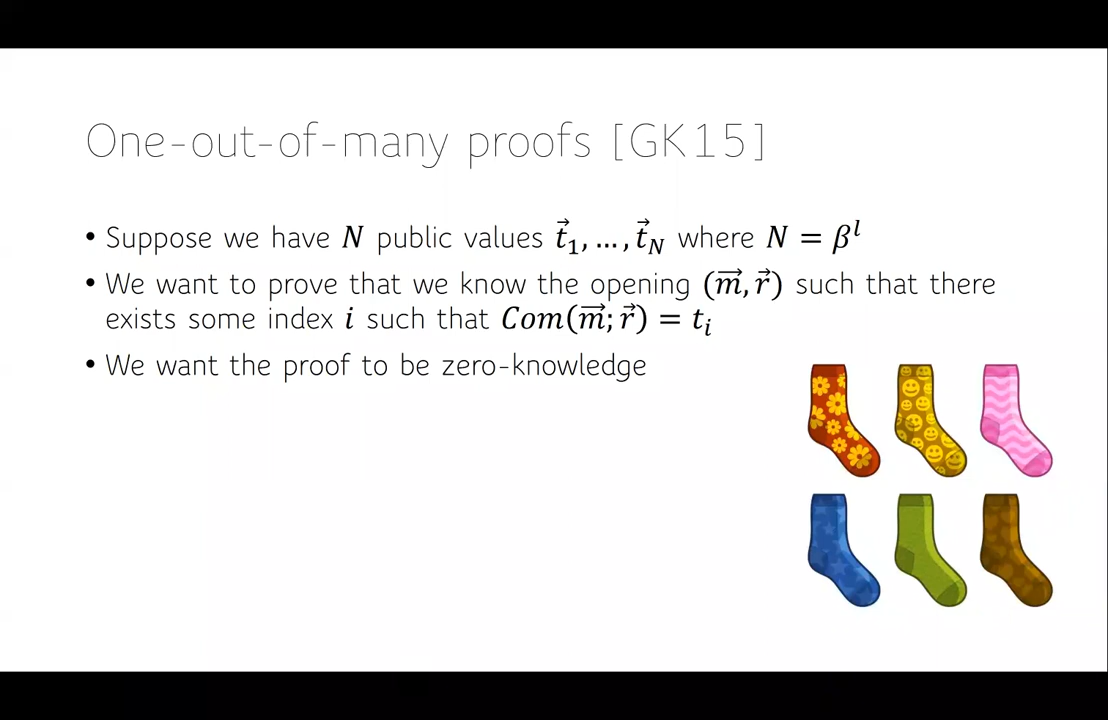 One-out-of-many proofs [GK15]
• Suppose we have N public values t⃗₁, …, t⃗_N where N = βˡ
• We want to prove that we know the opening (m⃗, r⃗) such that there
exists some index i such that Com(m⃗; r⃗) = tᵢ
• We want the proof to be zero-knowledge